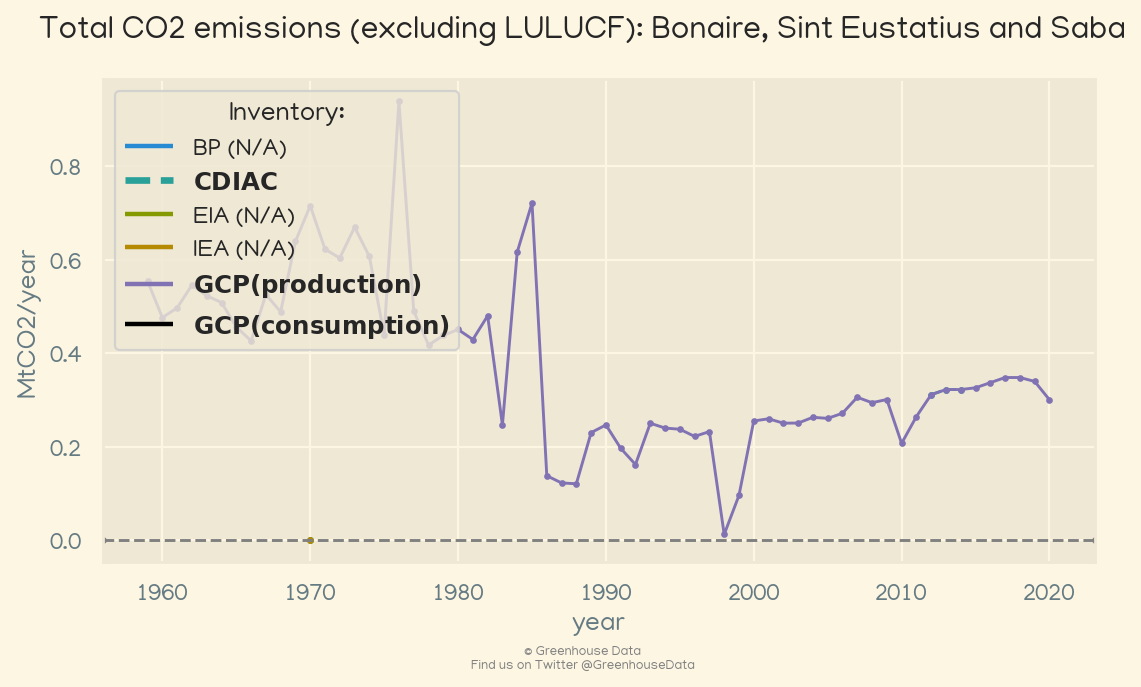 Total CO2 emissions (excluding LULUCF): Bonaire, Sint Eustatius and Saba
Inventory:
BP (N/A)
CDIAC
EIA (N/A)
IEA (N/A)
GCP(production)
GCP(consumption)
MtCO2/year
0.8
0.6
0.4
0.2
0.0
1960 1970 1980 1990 2000 2010 2020
year
© Greenhouse Data
Find us on Twitter @GreenhouseData